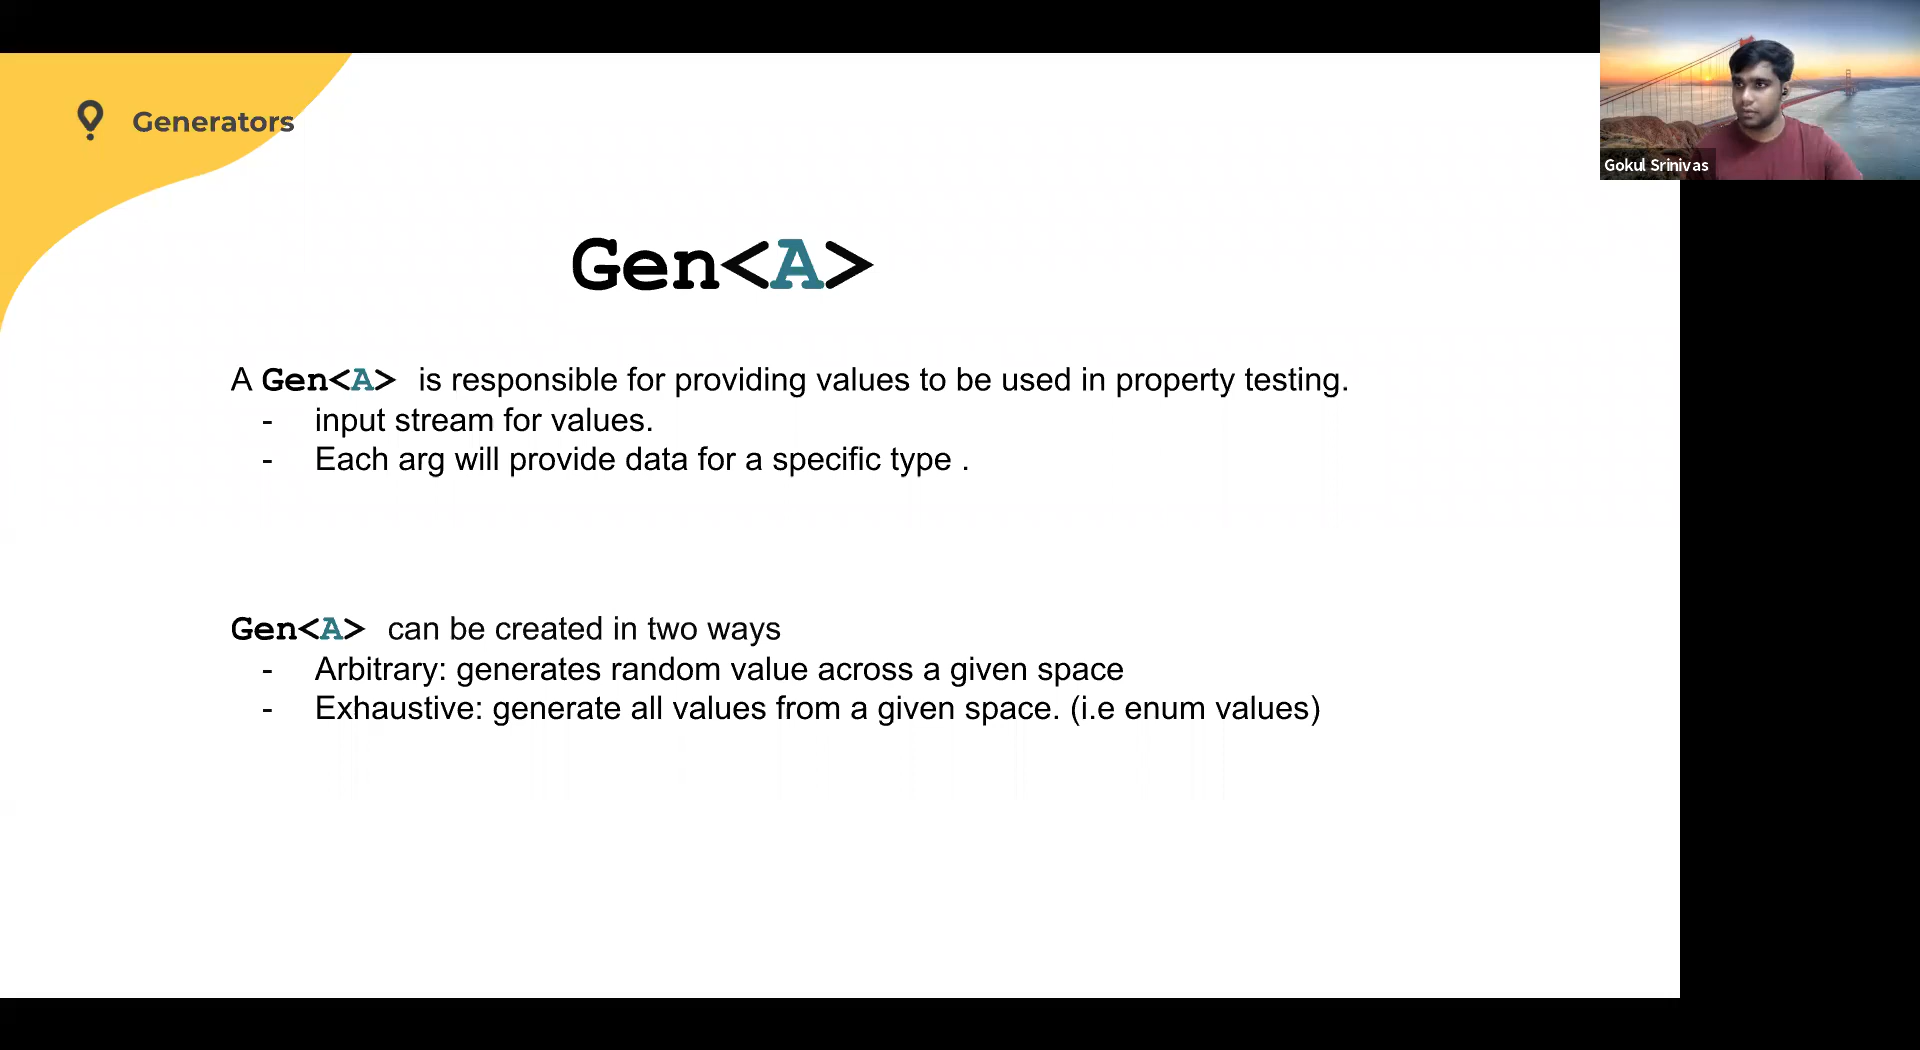 Generators
Gokul Srinivas
Gen<A>
A Gen<A> is responsible for providing values to be used in property testing.
- input stream for values.
- Each arg will provide data for a specific type .
Gen<A> can be created in two ways
- Arbitrary: generates random value across a given space
- Exhaustive: generate all values from a given space. (i.e enum values)